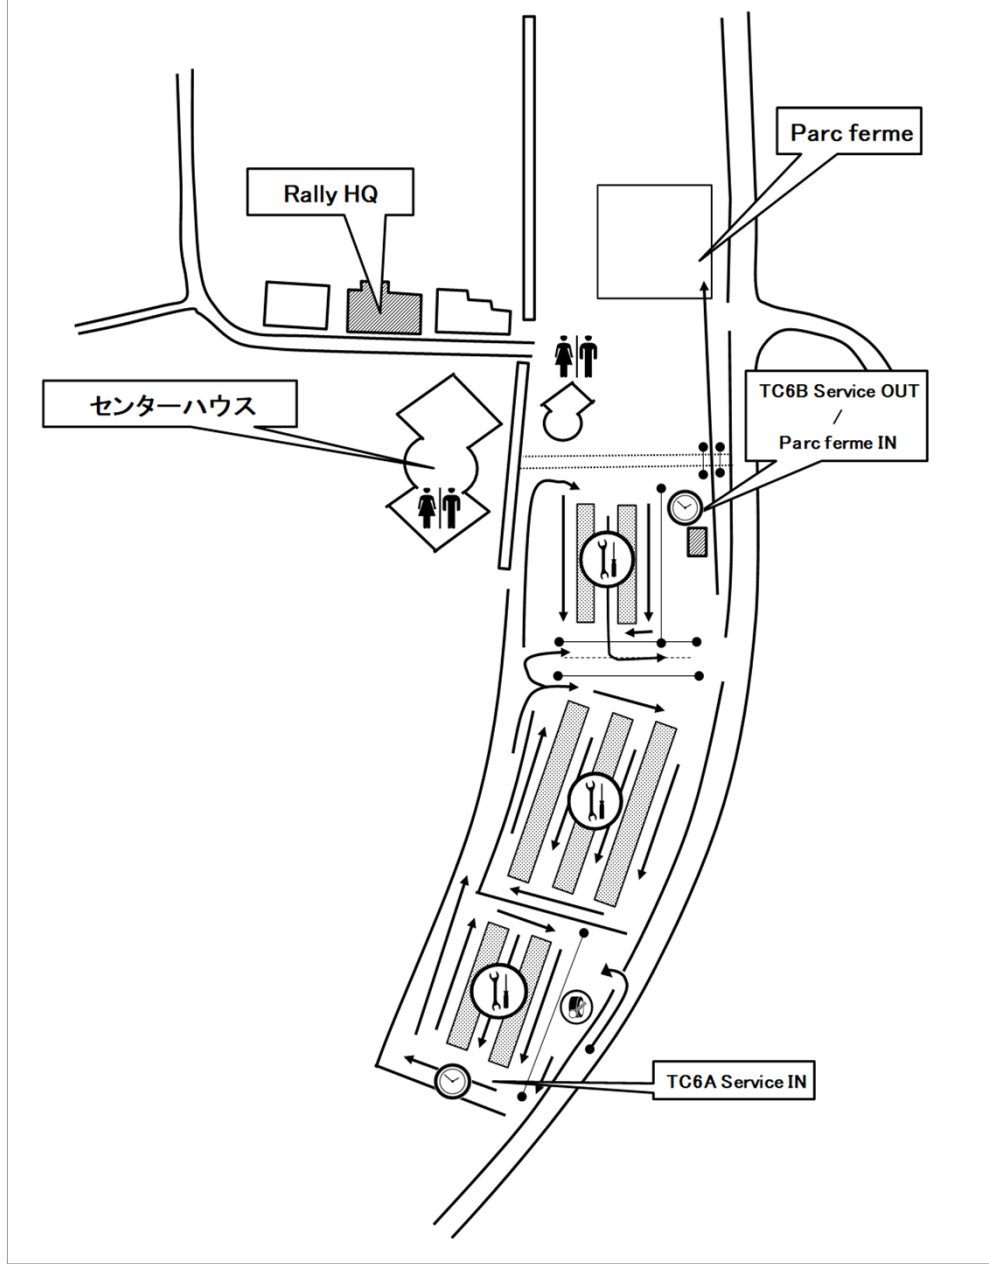 Parc ferme
Rally HQ
センターハウス
TC6B Service OUT
/
Parc ferme IN
TC6A Service IN